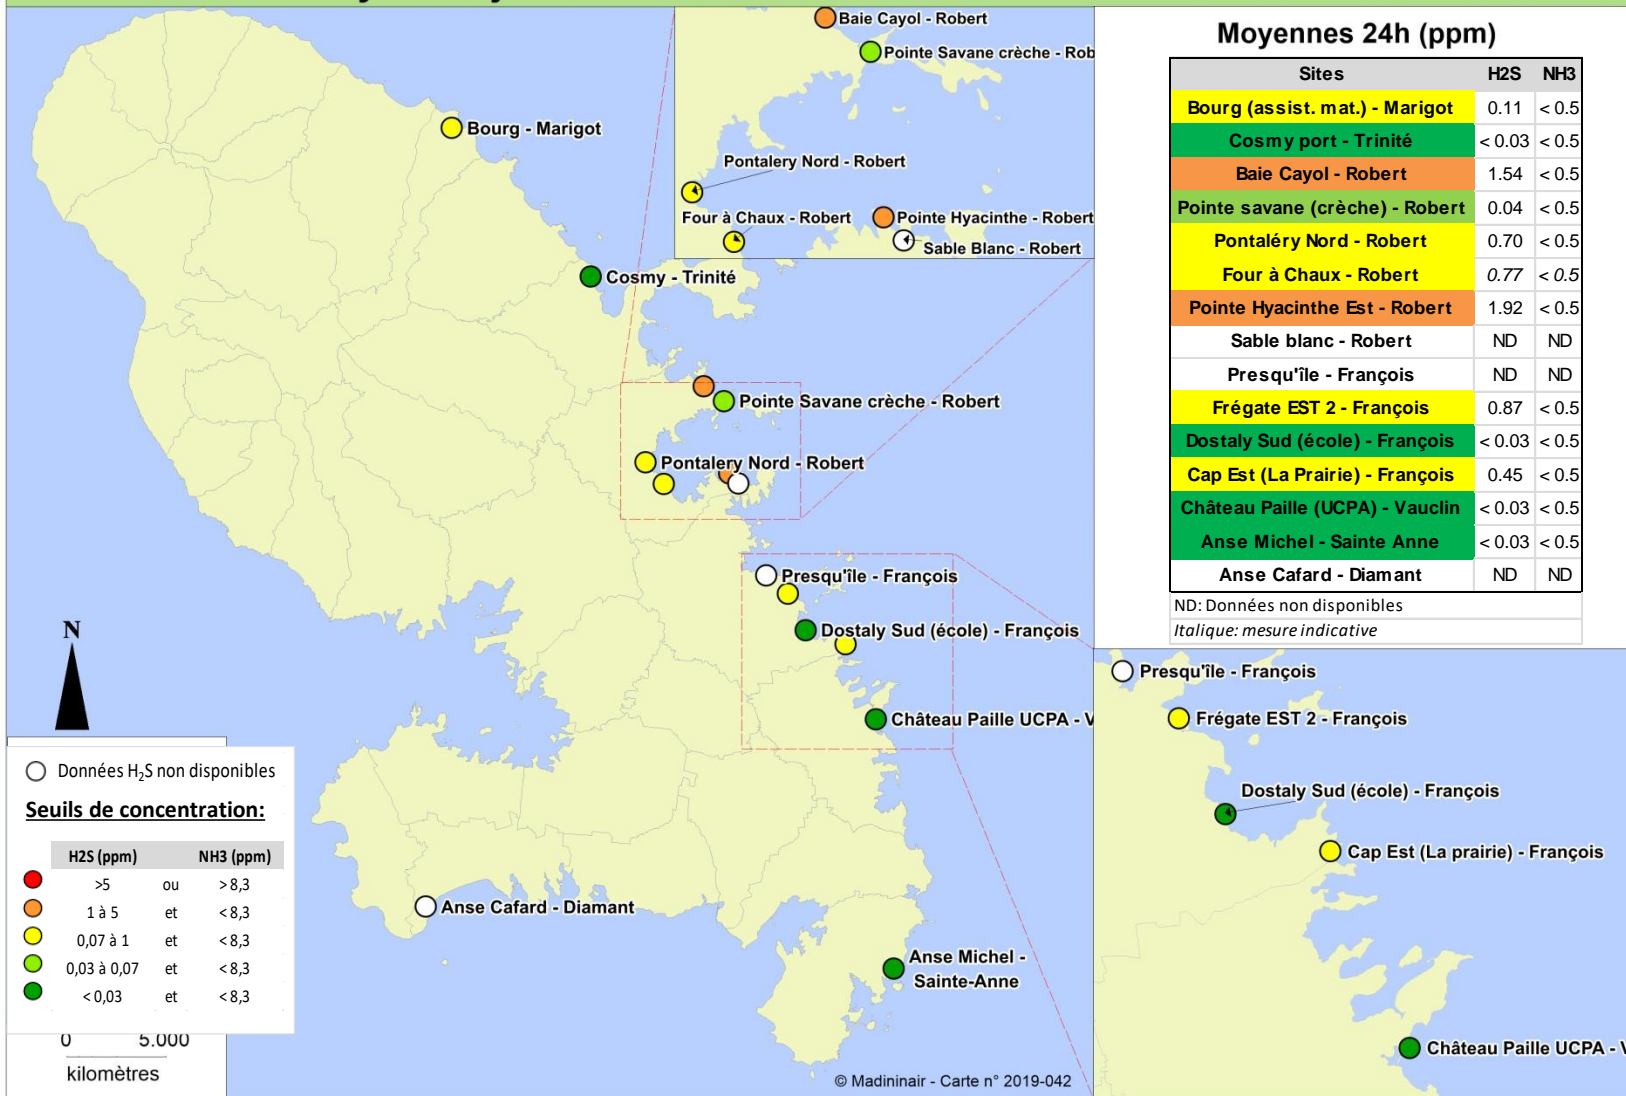 Baie Cayol - Robert
Pointe Savane crèche - Rob
Pontalery Nord - Robert
Four à Chaux - Robert
Pointe Hyacinthe - Robert
Sable Blanc - Robert
Bourg - Marigot
Cosmy - Trinité
Pointe Savane crèche - Robert
Pontalery Nord - Robert
Presqu'île - François
Dostaly Sud (école) - François
Château Paille UCPA - V
Anse Cafard - Diamant
Anse Michel -
Sainte-Anne
N
Moyennes 24h (ppm)
Sites H2S NH3
Bourg (assist. mat.) - Marigot 0.11 < 0.5
Cosmy port - Trinité < 0.03 < 0.5
Baie Cayol - Robert 1.54 < 0.5
Pointe savane (crèche) - Robert 0.04 < 0.5
Pontaléry Nord - Robert 0.70 < 0.5
Four à Chaux - Robert 0.77 < 0.5
Pointe Hyacinthe Est - Robert 1.92 < 0.5
Sable blanc - Robert ND ND
Presqu'île - François ND ND
Frégate EST 2 - François 0.87 < 0.5
Dostaly Sud (école) - François < 0.03 < 0.5
Cap Est (La Prairie) - François 0.45 < 0.5
Château Paille (UCPA) - Vauclin < 0.03 < 0.5
Anse Michel - Sainte Anne < 0.03 < 0.5
Anse Cafard - Diamant ND ND
ND: Données non disponibles
Italique: mesure indicative
Presqu'île - François
Frégate EST 2 - François
Dostaly Sud (école) - François
Cap Est (La prairie) - François
Château Paille UCPA - V
Données H₂S non disponibles
Seuils de concentration:
H2S (ppm) NH3 (ppm)
>5 ou > 8,3
1 à 5 et < 8,3
0,07 à 1 et < 8,3
0,03 à 0,07 et < 8,3
< 0,03 et < 8,3
0 5.000
kilomètres
© Madininair - Carte n° 2019-042